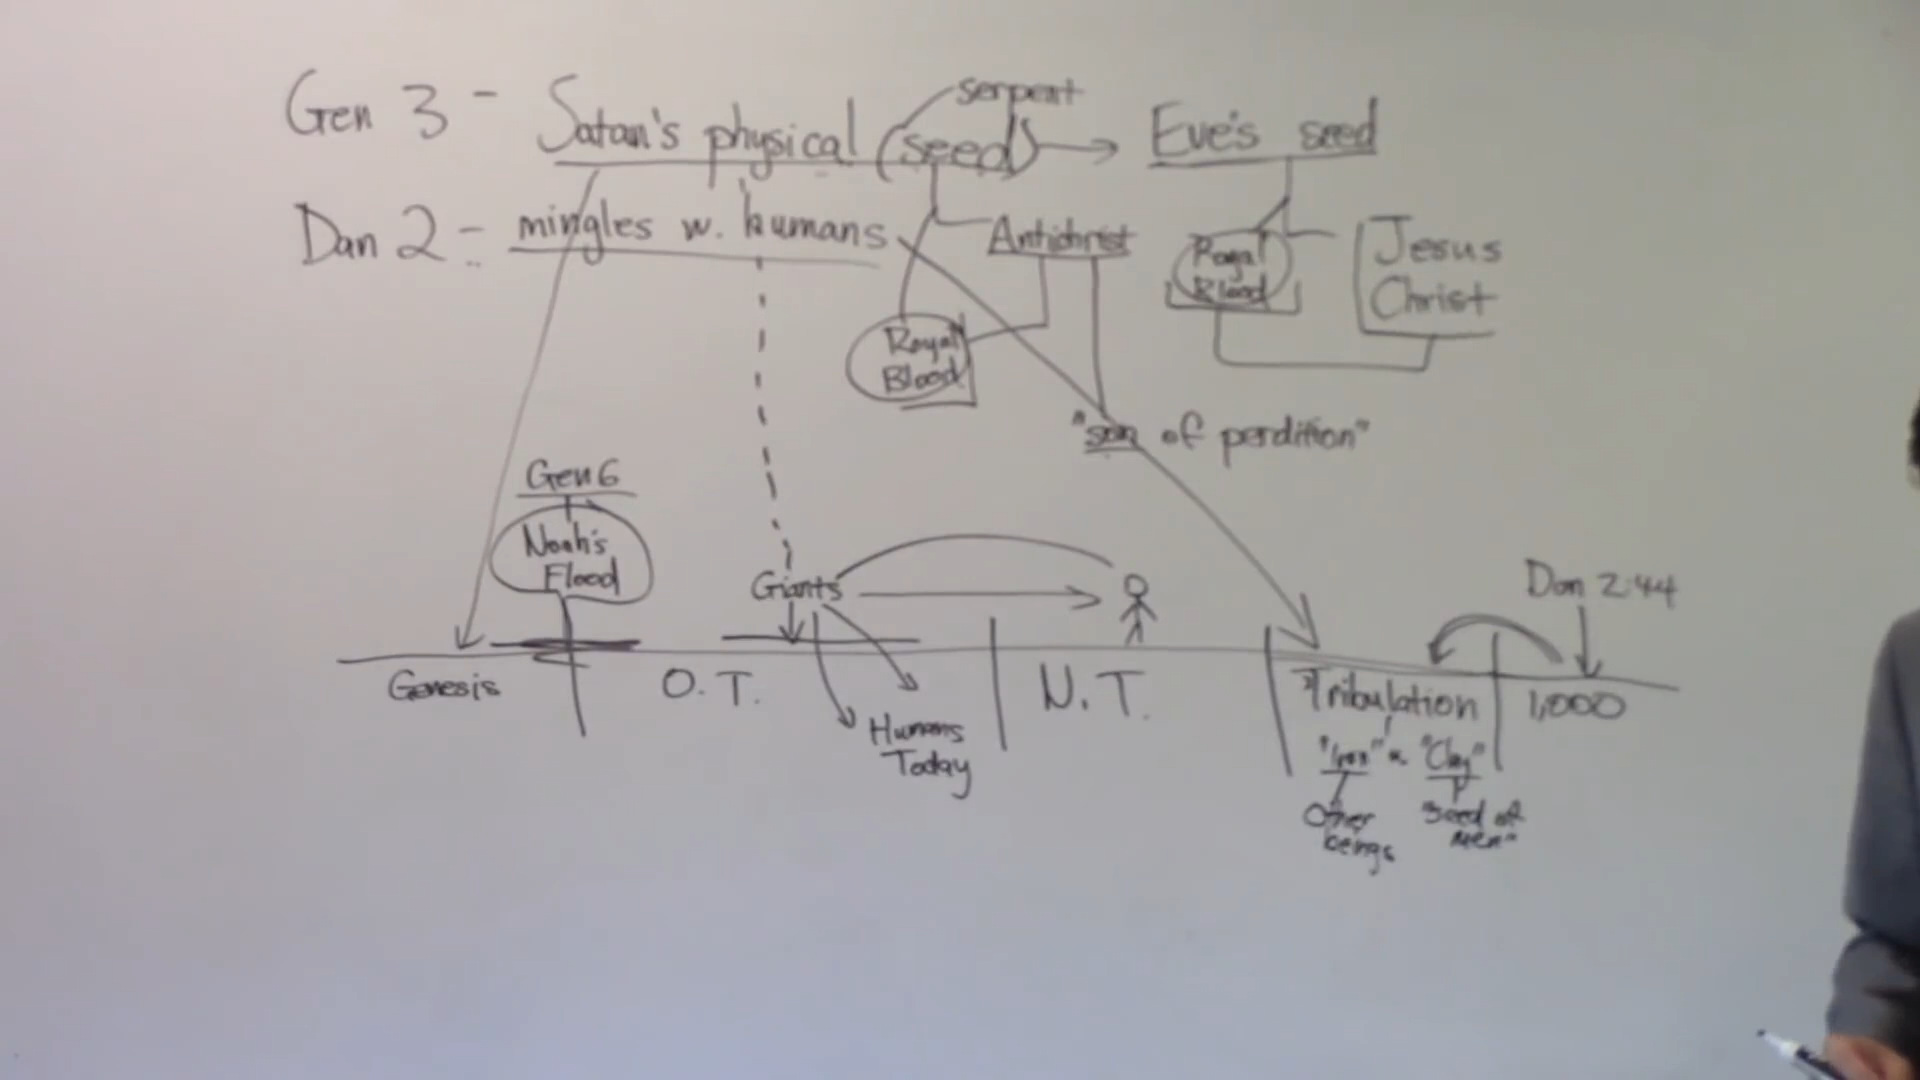 serpent
Gen 3 - Satan's physical (seed) → Eve's seed
Dan 2 - mingles w. humans
Antichrist
Royal
Blood
Jesus
Christ
Royal
Blood
"son of perdition"
Gen 6
Noah's
Flood
Giants
Dan 2:44
Genesis
O.T.
N.T.
Tribulation
1,000
Humans
Today
"Iron" & "Clay"
Other
beings
"seed of
men"